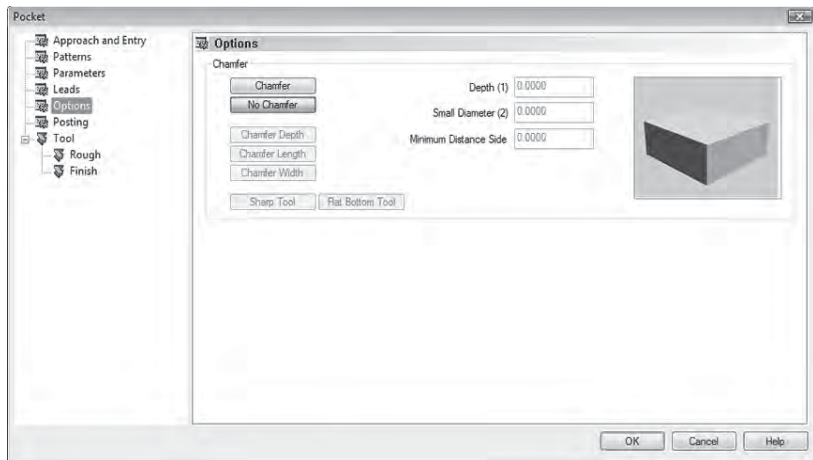 Pocket
Approach and Entry
Patterns
Parameters
Leads
Options
Posting
Tool
Rough
Finish
Options
Chamfer
Chamfer
No Chamfer
Chamfer Depth
Chamfer Length
Chamfer Width
Sharp Tool
Flat Bottom Tool
Depth (1) 0.0000
Small Diameter (2) 0.0000
Minimum Distance Side 0.0000
OK
Cancel
Help